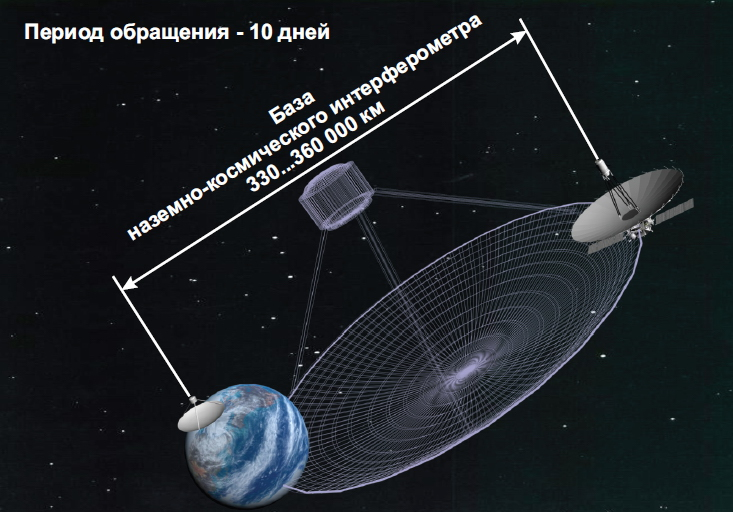 Период обращения - 10 дней
База
наземно-космического интерферометра
330...360 000 км